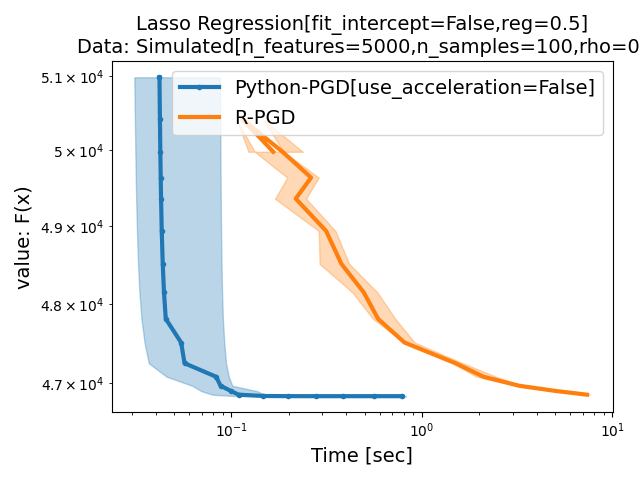 Lasso Regression[fit_intercept=False,reg=0.5]
Data: Simulated[n_features=5000,n_samples=100,rho=0
Python-PGD[use_acceleration=False]
R-PGD
value: F(x)
5.1 × 10⁴
5 × 10⁴
4.9 × 10⁴
4.8 × 10⁴
4.7 × 10⁴
10⁻¹
10⁰
10¹
Time [sec]